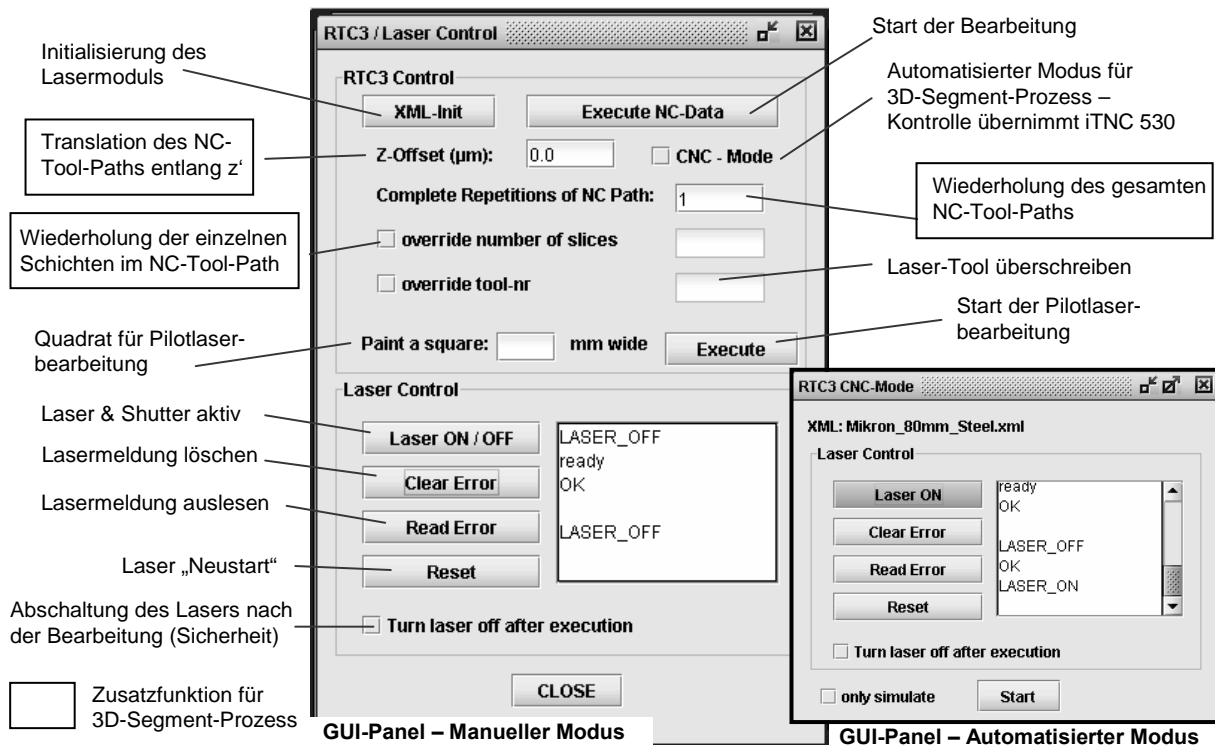 Initialisierung des
Lasermoduls
Translation des NC-
Tool-Paths entlang z‘
Wiederholung der einzelnen
Schichten im NC-Tool-Path
Quadrat für Pilotlaser-
bearbeitung
Laser & Shutter aktiv
Lasermeldung löschen
Lasermeldung auslesen
Laser „Neustart“
Abschaltung des Lasers nach
der Bearbeitung (Sicherheit)
Zusatzfunktion für
3D-Segment-Prozess
RTC3 / Laser Control
RTC3 Control
XML-Init
Execute NC-Data
Z-Offset (µm): 0.0 CNC - Mode
Complete Repetitions of NC Path: 1
override number of slices
override tool-nr
Paint a square: mm wide Execute
Laser Control
Laser ON / OFF
Clear Error
Read Error
Reset
LASER_OFF
ready
OK
LASER_OFF
Turn laser off after execution
CLOSE
GUI-Panel – Manueller Modus
Start der Bearbeitung
Automatisierter Modus für
3D-Segment-Prozess –
Kontrolle übernimmt iTNC 530
Wiederholung des gesamten
NC-Tool-Paths
Laser-Tool überschreiben
Start der Pilotlaser-
bearbeitung
RTC3 CNC-Mode
XML: Mikron_80mm_Steel.xml
Laser Control
Laser ON
Clear Error
Read Error
Reset
ready
OK
LASER_OFF
OK
LASER_ON
Turn laser off after execution
only simulate Start
GUI-Panel – Automatisierter Modus